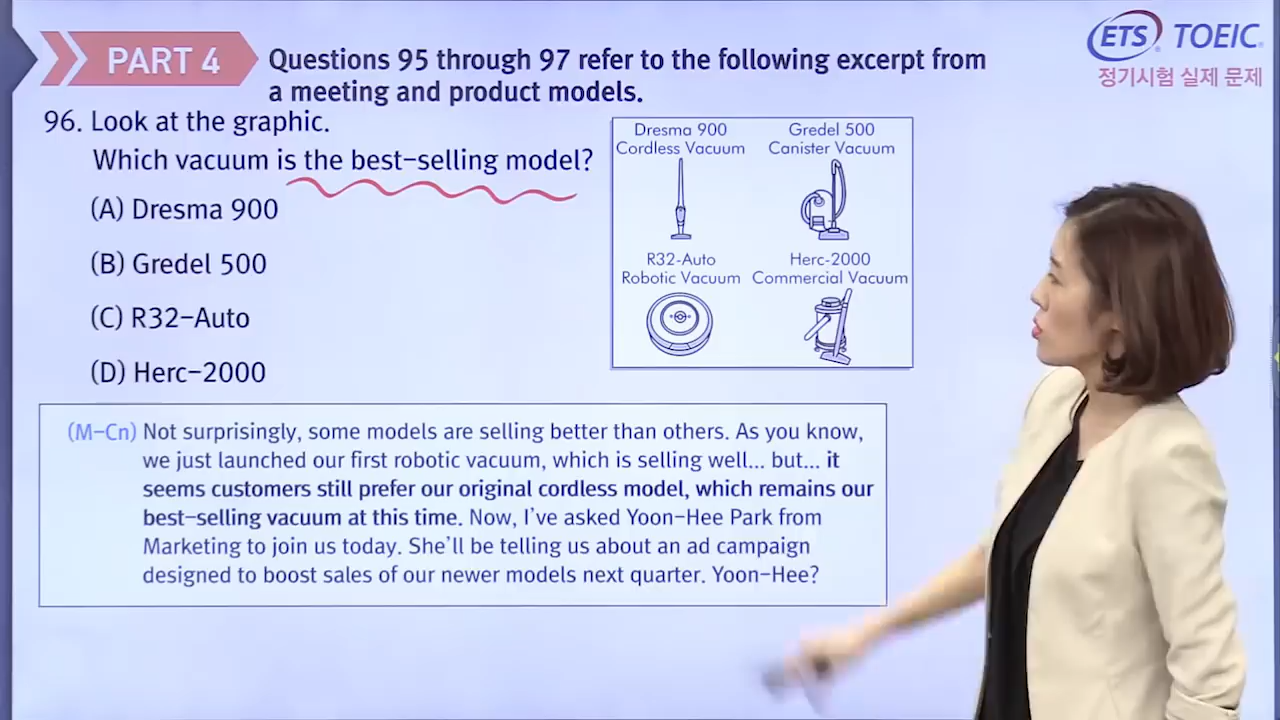 PART 4
Questions 95 through 97 refer to the following excerpt from
a meeting and product models.
ETS® TOEIC®
정기시험 실제 문제
96. Look at the graphic.
Which vacuum is the best-selling model?
(A) Dresma 900
(B) Gredel 500
(C) R32-Auto
(D) Herc-2000
Dresma 900
Cordless Vacuum
Gredel 500
Canister Vacuum
R32-Auto
Robotic Vacuum
Herc-2000
Commercial Vacuum
(M-Cn) Not surprisingly, some models are selling better than others. As you know,
we just launched our first robotic vacuum, which is selling well... but... it
seems customers still prefer our original cordless model, which remains our
best-selling vacuum at this time. Now, I've asked Yoon-Hee Park from
Marketing to join us today. She'll be telling us about an ad campaign
designed to boost sales of our newer models next quarter. Yoon-Hee?